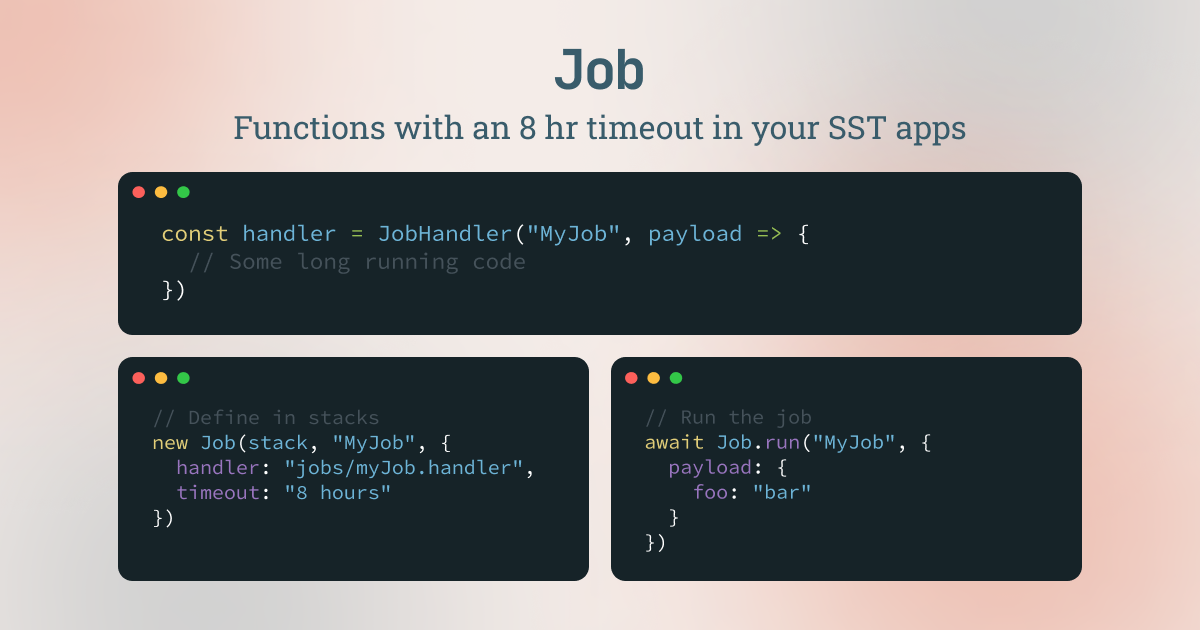 Job
Functions with an 8 hr timeout in your SST apps
const handler = JobHandler("MyJob", payload => {
  // Some long running code
})
// Define in stacks
new Job(stack, "MyJob", {
  handler: "jobs/myJob.handler",
  timeout: "8 hours"
})
// Run the job
await Job.run("MyJob", {
  payload: {
    foo: "bar"
  }
})